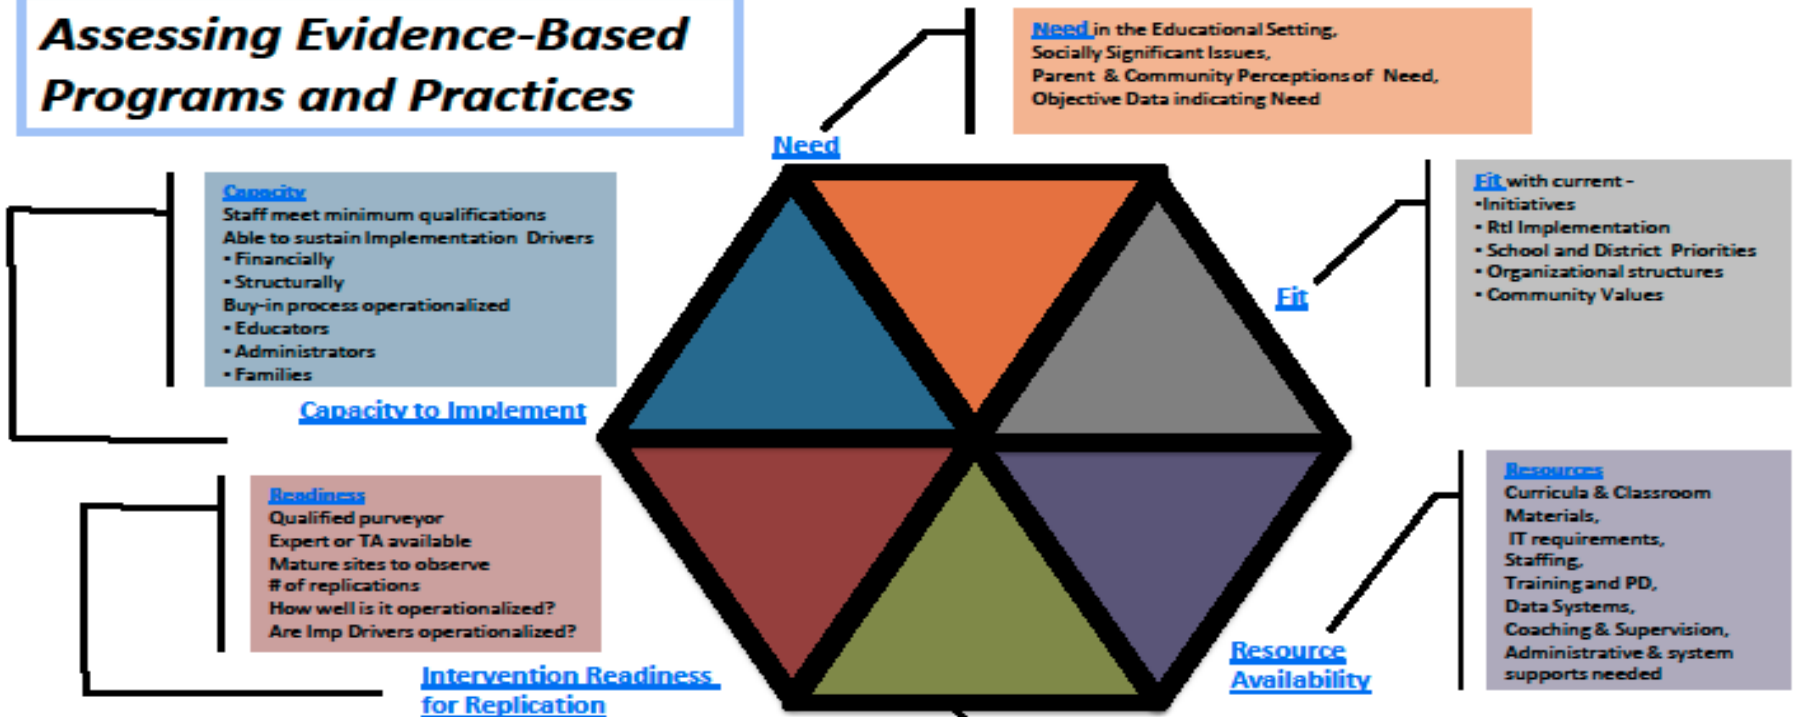 Assessing Evidence-Based
Programs and Practices
Need in the Educational Setting,
Socially Significant Issues,
Parent & Community Perceptions of Need,
Objective Data indicating Need
Need
Capacity
Staff meet minimum qualifications
Able to sustain Implementation Drivers
• Financially
• Structurally
Buy-in process operationalized
• Educators
• Administrators
• Families
Capacity to Implement
Fit with current -
•Initiatives
• RtI Implementation
• School and District Priorities
• Organizational structures
• Community Values
Fit
Readiness
Qualified purveyor
Expert or TA available
Mature sites to observe
# of replications
How well is it operationalized?
Are Imp Drivers operationalized?
Intervention Readiness
for Replication
Resources
Curricula & Classroom
Materials,
IT requirements,
Staffing,
Training and PD,
Data Systems,
Coaching & Supervision,
Administrative & system
supports needed
Resource
Availability